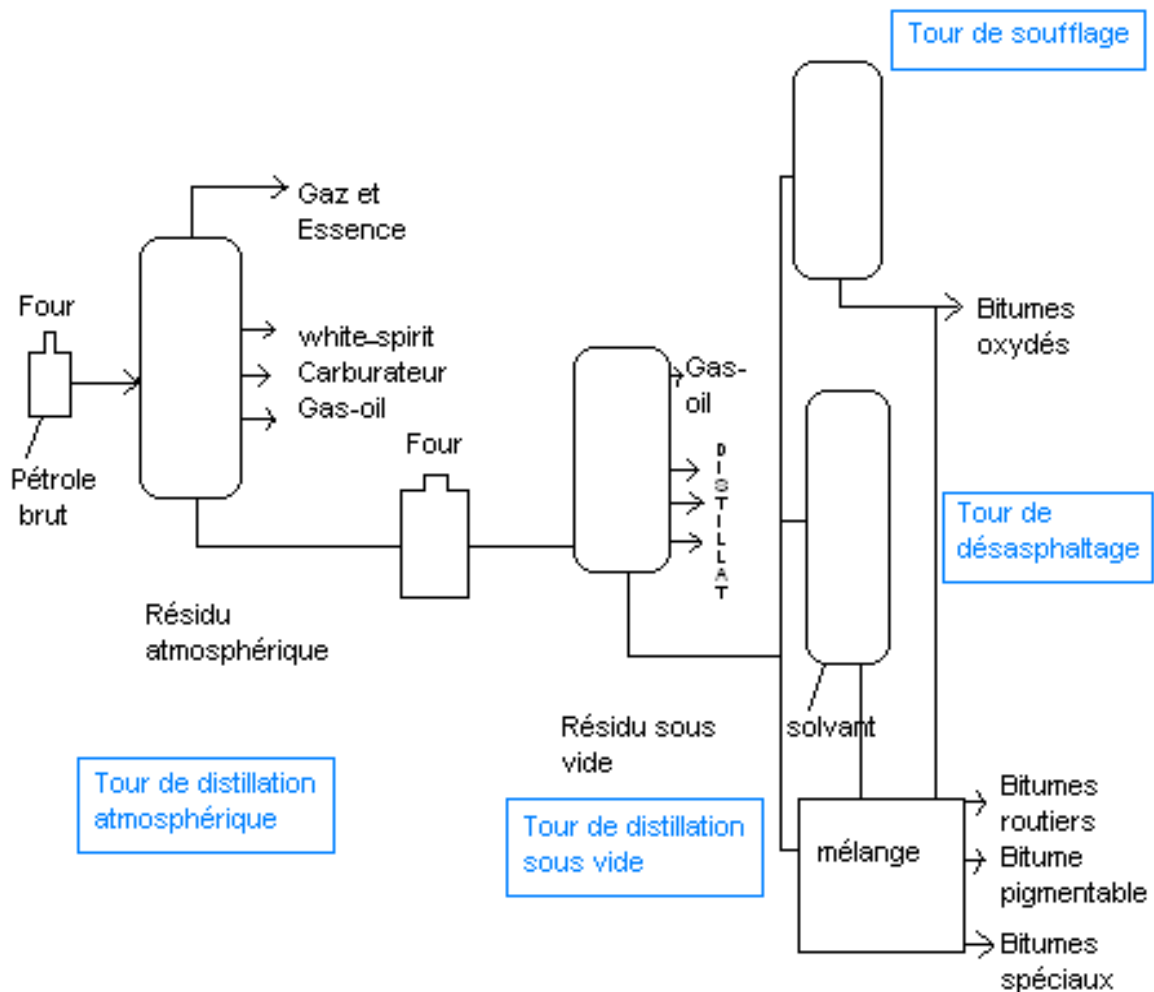 Tour de soufflage
Gaz et
Essence
Four
white-spirit
Carburateur
Gas-oil
Pétrole
brut
Bitumes
oxydés
Gas-
oil
Four
DISTILLAT
Tour de
désasphaltage
Résidu
atmosphérique
Résidu sous
vide
solvant
Tour de distillation
atmosphérique
Tour de distillation
sous vide
mélange
Bitumes
routiers
Bitume
pigmentable
Bitumes
spéciaux